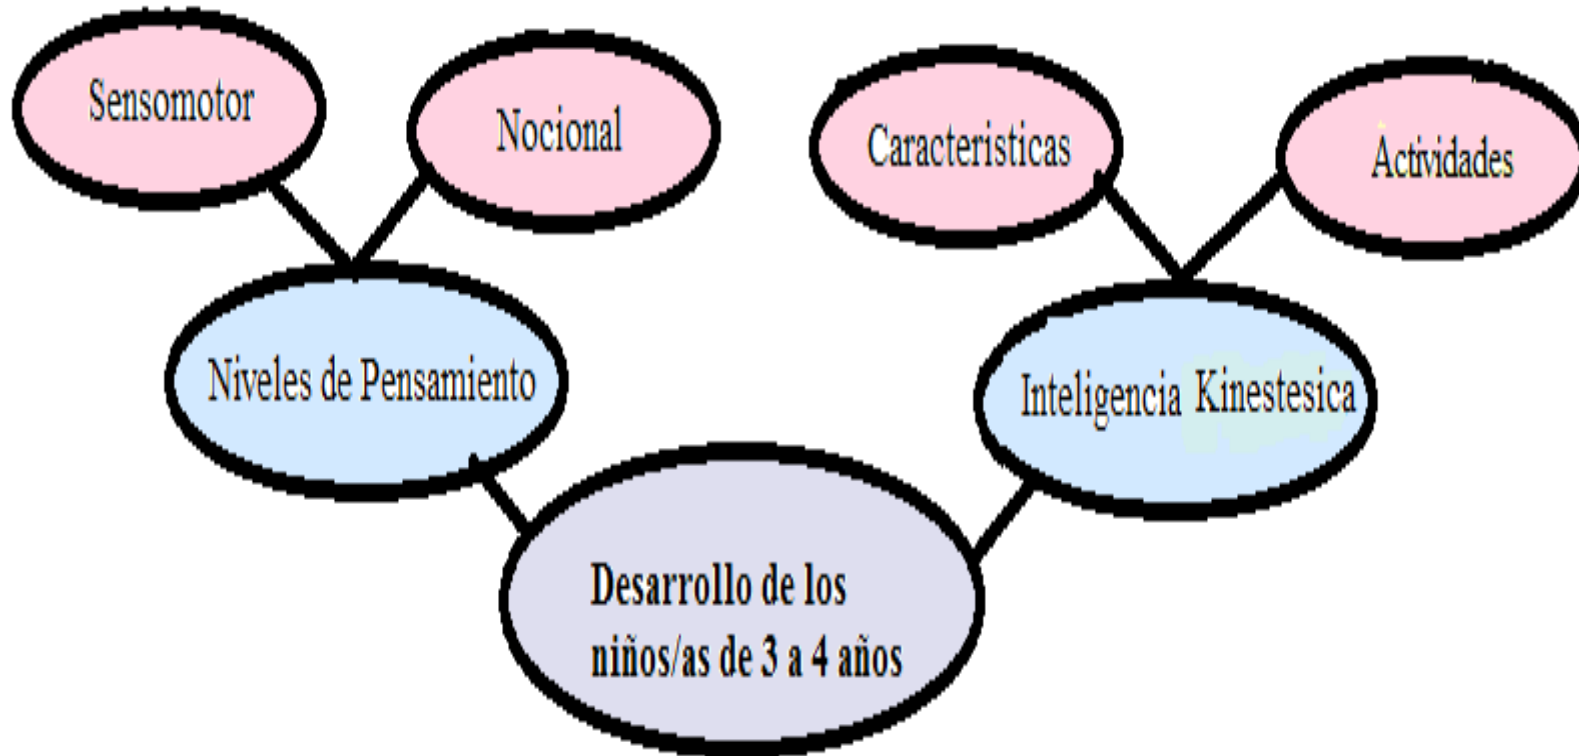 Sensomotor
Nocional
Caracteristicas
Actividades
Niveles de Pensamiento
Inteligencia Kinestesica
Desarrollo de los
niños/as de 3 a 4 años